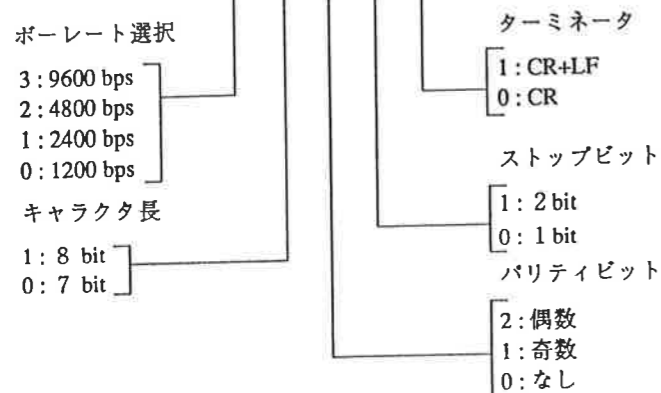 ボーレート選択
3 : 9600 bps
2 : 4800 bps
1 : 2400 bps
0 : 1200 bps
キャラクタ長
1 : 8 bit
0 : 7 bit
ターミネータ
1 : CR+LF
0 : CR
ストップビット
1 : 2 bit
0 : 1 bit
パリティビット
2 : 偶数
1 : 奇数
0 : なし